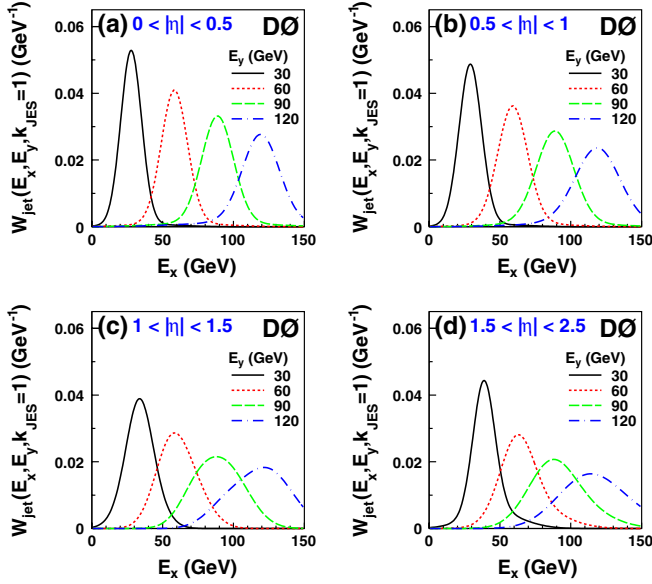 (a) 0 < |η| < 0.5 DØ
E_y (GeV)
30
60
90
120
W_jet(E_x,E_y,k_JES=1) (GeV⁻¹)
0.06
0.04
0.02
0
0 50 100 150
E_x (GeV)
(b) 0.5 < |η| < 1 DØ
E_y (GeV)
30
60
90
120
W_jet(E_x,E_y,k_JES=1) (GeV⁻¹)
0.06
0.04
0.02
0
0 50 100 150
E_x (GeV)
(c) 1 < |η| < 1.5 DØ
E_y (GeV)
30
60
90
120
W_jet(E_x,E_y,k_JES=1) (GeV⁻¹)
0.06
0.04
0.02
0
0 50 100 150
E_x (GeV)
(d) 1.5 < |η| < 2.5 DØ
E_y (GeV)
30
60
90
120
W_jet(E_x,E_y,k_JES=1) (GeV⁻¹)
0.06
0.04
0.02
0
0 50 100 150
E_x (GeV)